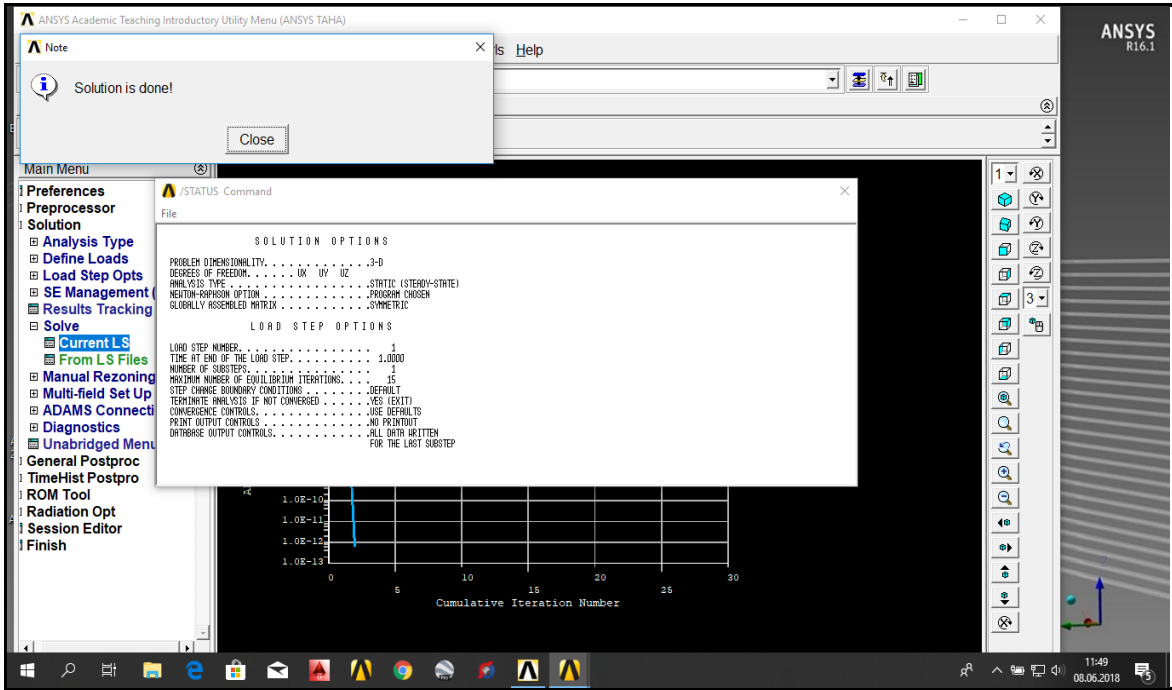 ANSYS Academic Teaching Introductory Utility Menu (ANSYS TAHA)
ANSYS
R16.1
Note
ls Help
Solution is done!
Close
Main Menu
Preferences
Preprocessor
Solution
Analysis Type
Define Loads
Load Step Opts
SE Management (
Results Tracking
Solve
Current LS
From LS Files
Manual Rezoning
Multi-field Set Up
ADAMS Connecti
Diagnostics
Unabridged Menu
General Postproc
TimeHist Postpro
ROM Tool
Radiation Opt
Session Editor
Finish
/STATUS Command
File
SOLUTION OPTIONS
PROBLEM DIMENSIONALITY. . . . . . . . . . . . .3-D
DEGREES OF FREEDOM. . . . . . UX UY UZ
ANALYSIS TYPE . . . . . . . . . . . . . . . . .STATIC (STEADY-STATE)
NEWTON-RAPHSON OPTION . . . . . . . . . . . . .PROGRAM CHOSEN
GLOBALLY ASSEMBLED MATRIX . . . . . . . . . . .SYMMETRIC
LOAD STEP OPTIONS
LOAD STEP NUMBER. . . . . . . . . . . . . . . . 1
TIME AT END OF THE LOAD STEP. . . . . . . . . . 1.0000
NUMBER OF SUBSTEPS. . . . . . . . . . . . . . . 1
MAXIMUM NUMBER OF EQUILIBRIUM ITERATIONS. . . . 15
STEP CHANGE BOUNDARY CONDITIONS . . . . . . . .DEFAULT
TERMINATE ANALYSIS IF NOT CONVERGED . . . . . .YES (EXIT)
CONVERGENCE CONTROLS. . . . . . . . . . . . . .USE DEFAULTS
PRINT OUTPUT CONTROLS . . . . . . . . . . . . .NO PRINTOUT
DATABASE OUTPUT CONTROLS. . . . . . . . . . . .ALL DATA WRITTEN
FOR THE LAST SUBSTEP
1.0E-10
1.0E-11
1.0E-12
1.0E-13
0
5
10
15
20
25
30
Cumulative Iteration Number
1
3
11:49
08.06.2018
5